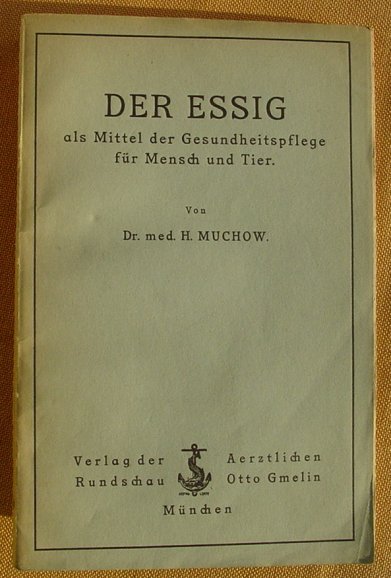 DER ESSIG
als Mittel der Gesundheitspflege
für Mensch und Tier.
Von
Dr. med. H. MUCHOW.
Verlag der Aerztlichen
Rundschau Otto Gmelin
München